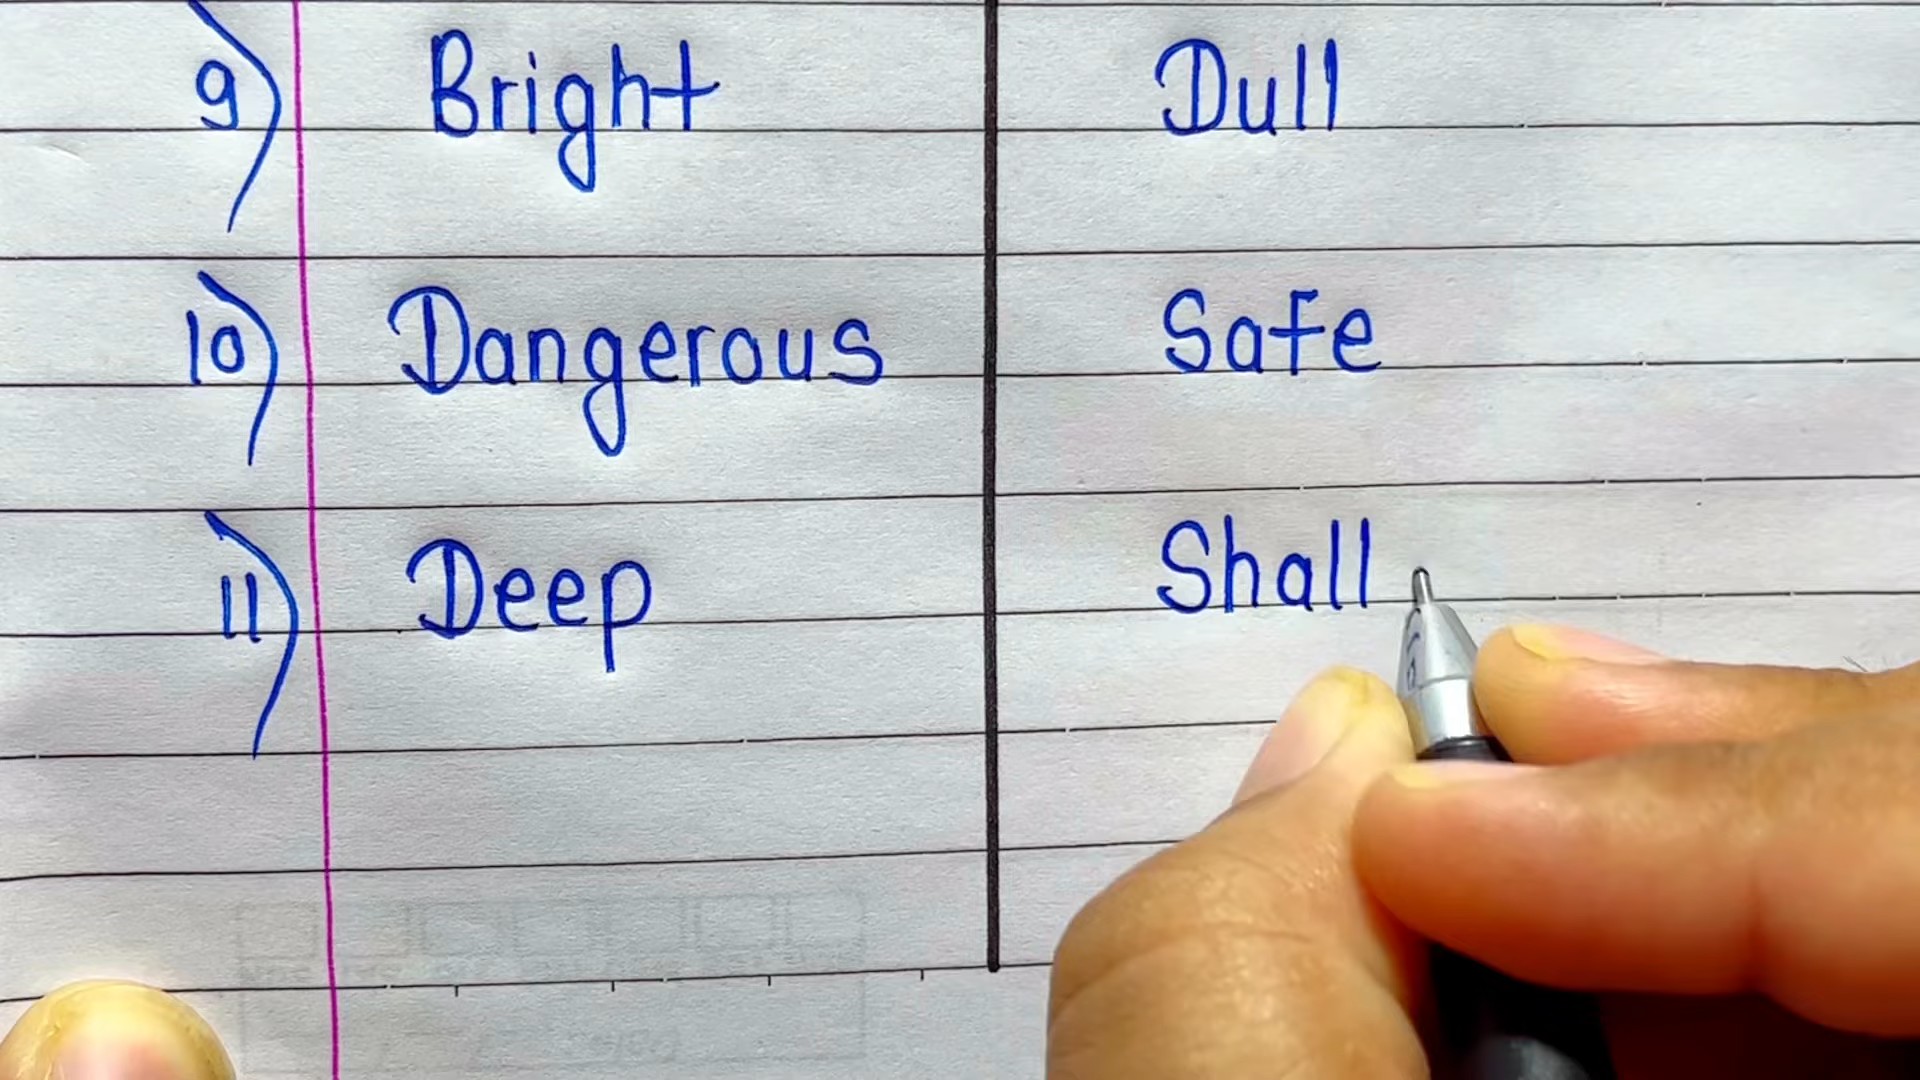 9) Bright Dull
10) Dangerous Safe
11) Deep Shall